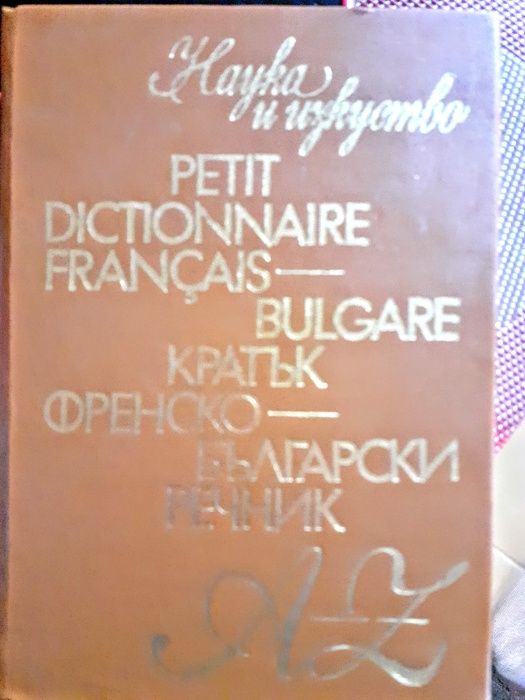 Наука
и изкуство
PETIT
DICTIONNAIRE
FRANÇAIS—
BULGARE
КРАТЪК
ФРЕНСКО—
БЪЛГАРСКИ
РЕЧНИК
A–Z